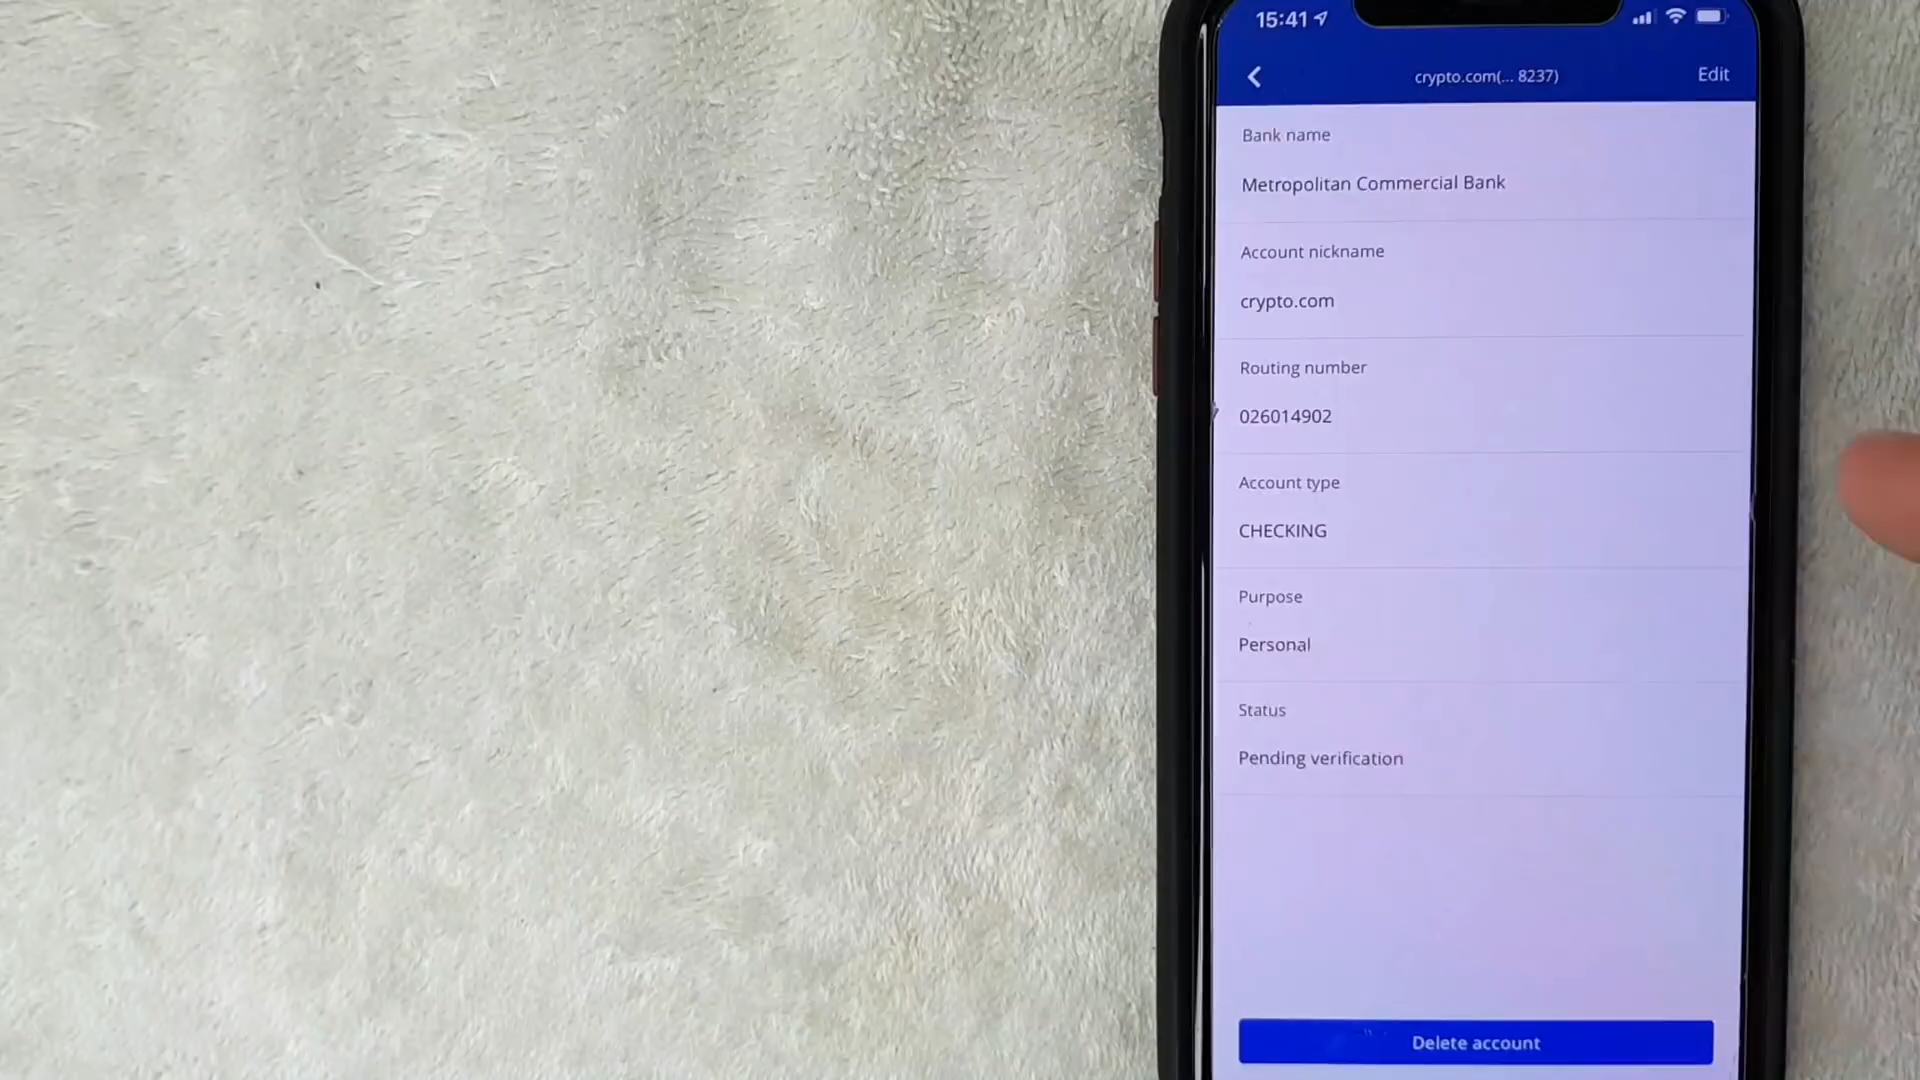 15:41
crypto.com(... 8237)
Edit
Bank name
Metropolitan Commercial Bank
Account nickname
crypto.com
Routing number
026014902
Account type
CHECKING
Purpose
Personal
Status
Pending verification
Delete account